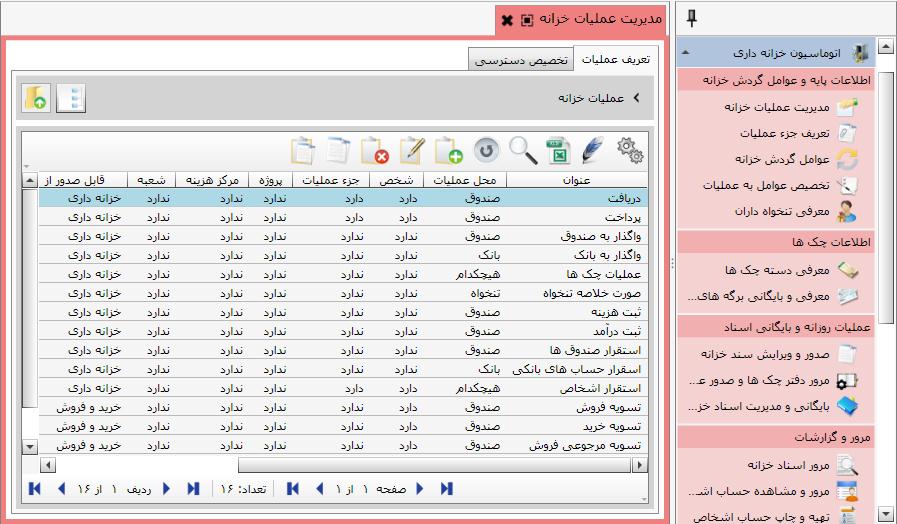 مدیریت عملیات خزانه
اتوماسیون خزانه داری
اطلاعات پایه و عوامل گردش خزانه
مدیریت عملیات خزانه
تعریف جزء عملیات
عوامل گردش خزانه
تخصیص عوامل به عملیات
معرفی تنخواه داران
اطلاعات چک ها
معرفی دسته چک ها
معرفی و بایگانی برگه های...
عملیات روزانه و بایگانی اسناد
صدور و ویرایش سند خزانه
مرور دفتر چک ها و صدور ع...
بایگانی و مدیریت اسناد خز...
مرور و گزارشات
مرور اسناد خزانه
مرور و مشاهده حساب اش...
تهیه و چاپ حساب اشخاص
تعریف عملیات تخصیص دسترسی
عملیات خزانه
عنوان محل عملیات شخص جزء عملیات پروژه مرکز هزینه شعبه قابل صدور از
دریافت صندوق دارد دارد ندارد ندارد ندارد خزانه داری
پرداخت صندوق دارد دارد ندارد ندارد ندارد خزانه داری
واگذار به صندوق صندوق ندارد ندارد ندارد ندارد ندارد خزانه داری
واگذار به بانک بانک ندارد ندارد ندارد ندارد ندارد خزانه داری
عملیات چک ها هیچکدام ندارد ندارد ندارد ندارد ندارد خزانه داری
صورت خلاصه تنخواه تنخواه ندارد ندارد ندارد ندارد ندارد خزانه داری
ثبت هزینه صندوق ندارد ندارد ندارد ندارد ندارد خزانه داری
ثبت درآمد صندوق ندارد ندارد ندارد ندارد ندارد خزانه داری
استقرار صندوق ها صندوق ندارد ندارد ندارد ندارد ندارد خزانه داری
اسقرار حساب های بانکی بانک ندارد ندارد ندارد ندارد ندارد خزانه داری
استقرار اشخاص هیچکدام دارد دارد ندارد ندارد ندارد خزانه داری
تسویه فروش صندوق دارد ندارد ندارد ندارد ندارد خرید و فروش
تسویه خرید صندوق دارد ندارد ندارد ندارد ندارد خرید و فروش
تسویه مرجوعی فروش صندوق دارد ندارد ندارد ندارد ندارد خرید و فروش
صفحه ۱ از ۱ تعداد: ۱۶ ردیف ۱ از ۱۶